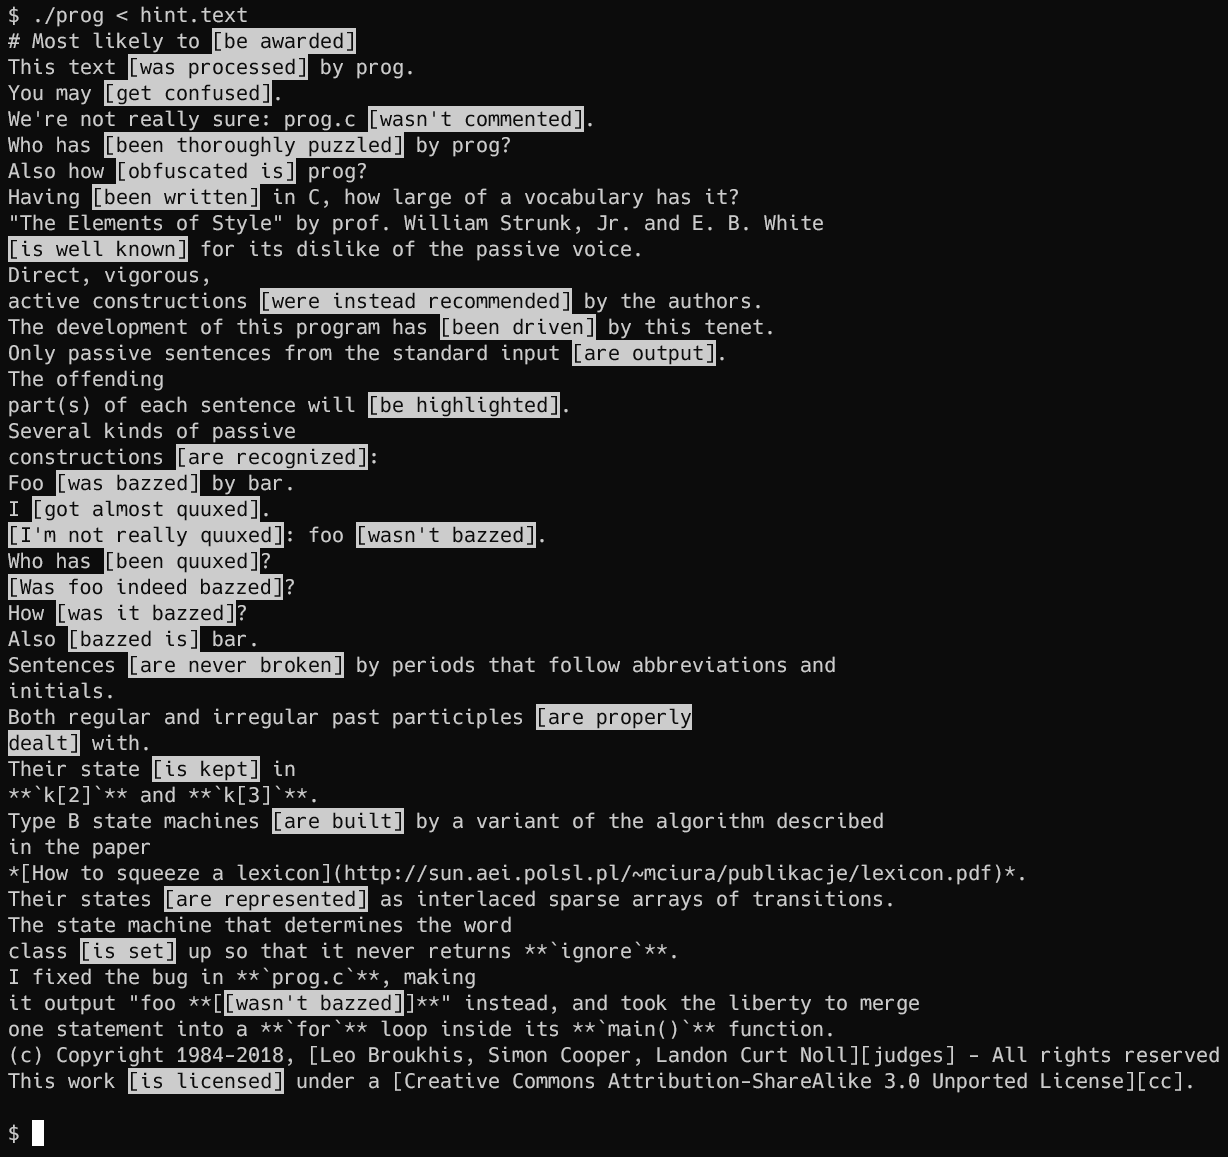 $ ./prog < hint.text
# Most likely to [be awarded]
This text [was processed] by prog.
You may [get confused].
We're not really sure: prog.c [wasn't commented].
Who has [been thoroughly puzzled] by prog?
Also how [obfuscated is] prog?
Having [been written] in C, how large of a vocabulary has it?
"The Elements of Style" by prof. William Strunk, Jr. and E. B. White
[is well known] for its dislike of the passive voice.
Direct, vigorous,
active constructions [were instead recommended] by the authors.
The development of this program has [been driven] by this tenet.
Only passive sentences from the standard input [are output].
The offending
part(s) of each sentence will [be highlighted].
Several kinds of passive
constructions [are recognized]:
Foo [was bazzed] by bar.
I [got almost quuxed].
[I'm not really quuxed]: foo [wasn't bazzed].
Who has [been quuxed]?
[Was foo indeed bazzed]?
How [was it bazzed]?
Also [bazzed is] bar.
Sentences [are never broken] by periods that follow abbreviations and
initials.
Both regular and irregular past participles [are properly
dealt] with.
Their state [is kept] in
**`k[2]`** and **`k[3]`**.
Type B state machines [are built] by a variant of the algorithm described
in the paper
*[How to squeeze a lexicon](http://sun.aei.polsl.pl/~mciura/publikacje/lexicon.pdf)*.
Their states [are represented] as interlaced sparse arrays of transitions.
The state machine that determines the word
class [is set] up so that it never returns **`ignore`**.
I fixed the bug in **`prog.c`**, making
it output "foo **[[wasn't bazzed]]**" instead, and took the liberty to merge
one statement into a **`for`** loop inside its **`main()`** function.
(c) Copyright 1984-2018, [Leo Broukhis, Simon Cooper, Landon Curt Noll][judges] - All rights reserved
This work [is licensed] under a [Creative Commons Attribution-ShareAlike 3.0 Unported License][cc].
$